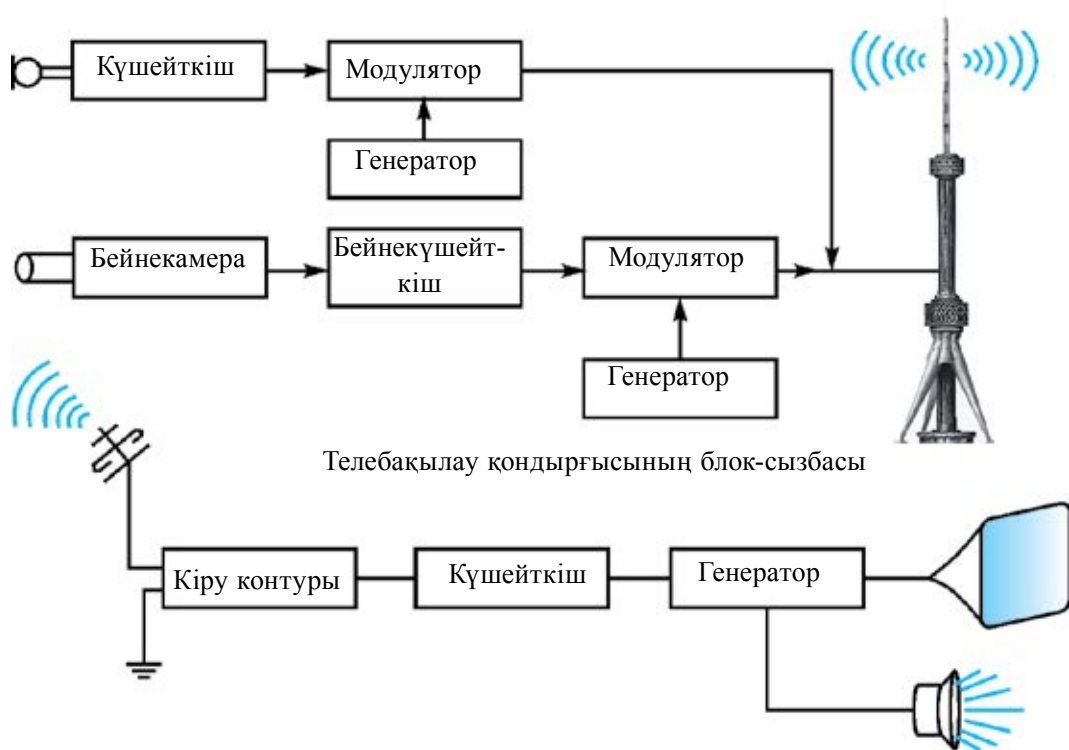 Күшейткіш
Модулятор
Генератор
Бейнекамера
Бейнекүшейт-
кіш
Модулятор
Генератор
Телебақылау қондырғысының блок-сызбасы
Кіру контуры
Күшейткіш
Генератор